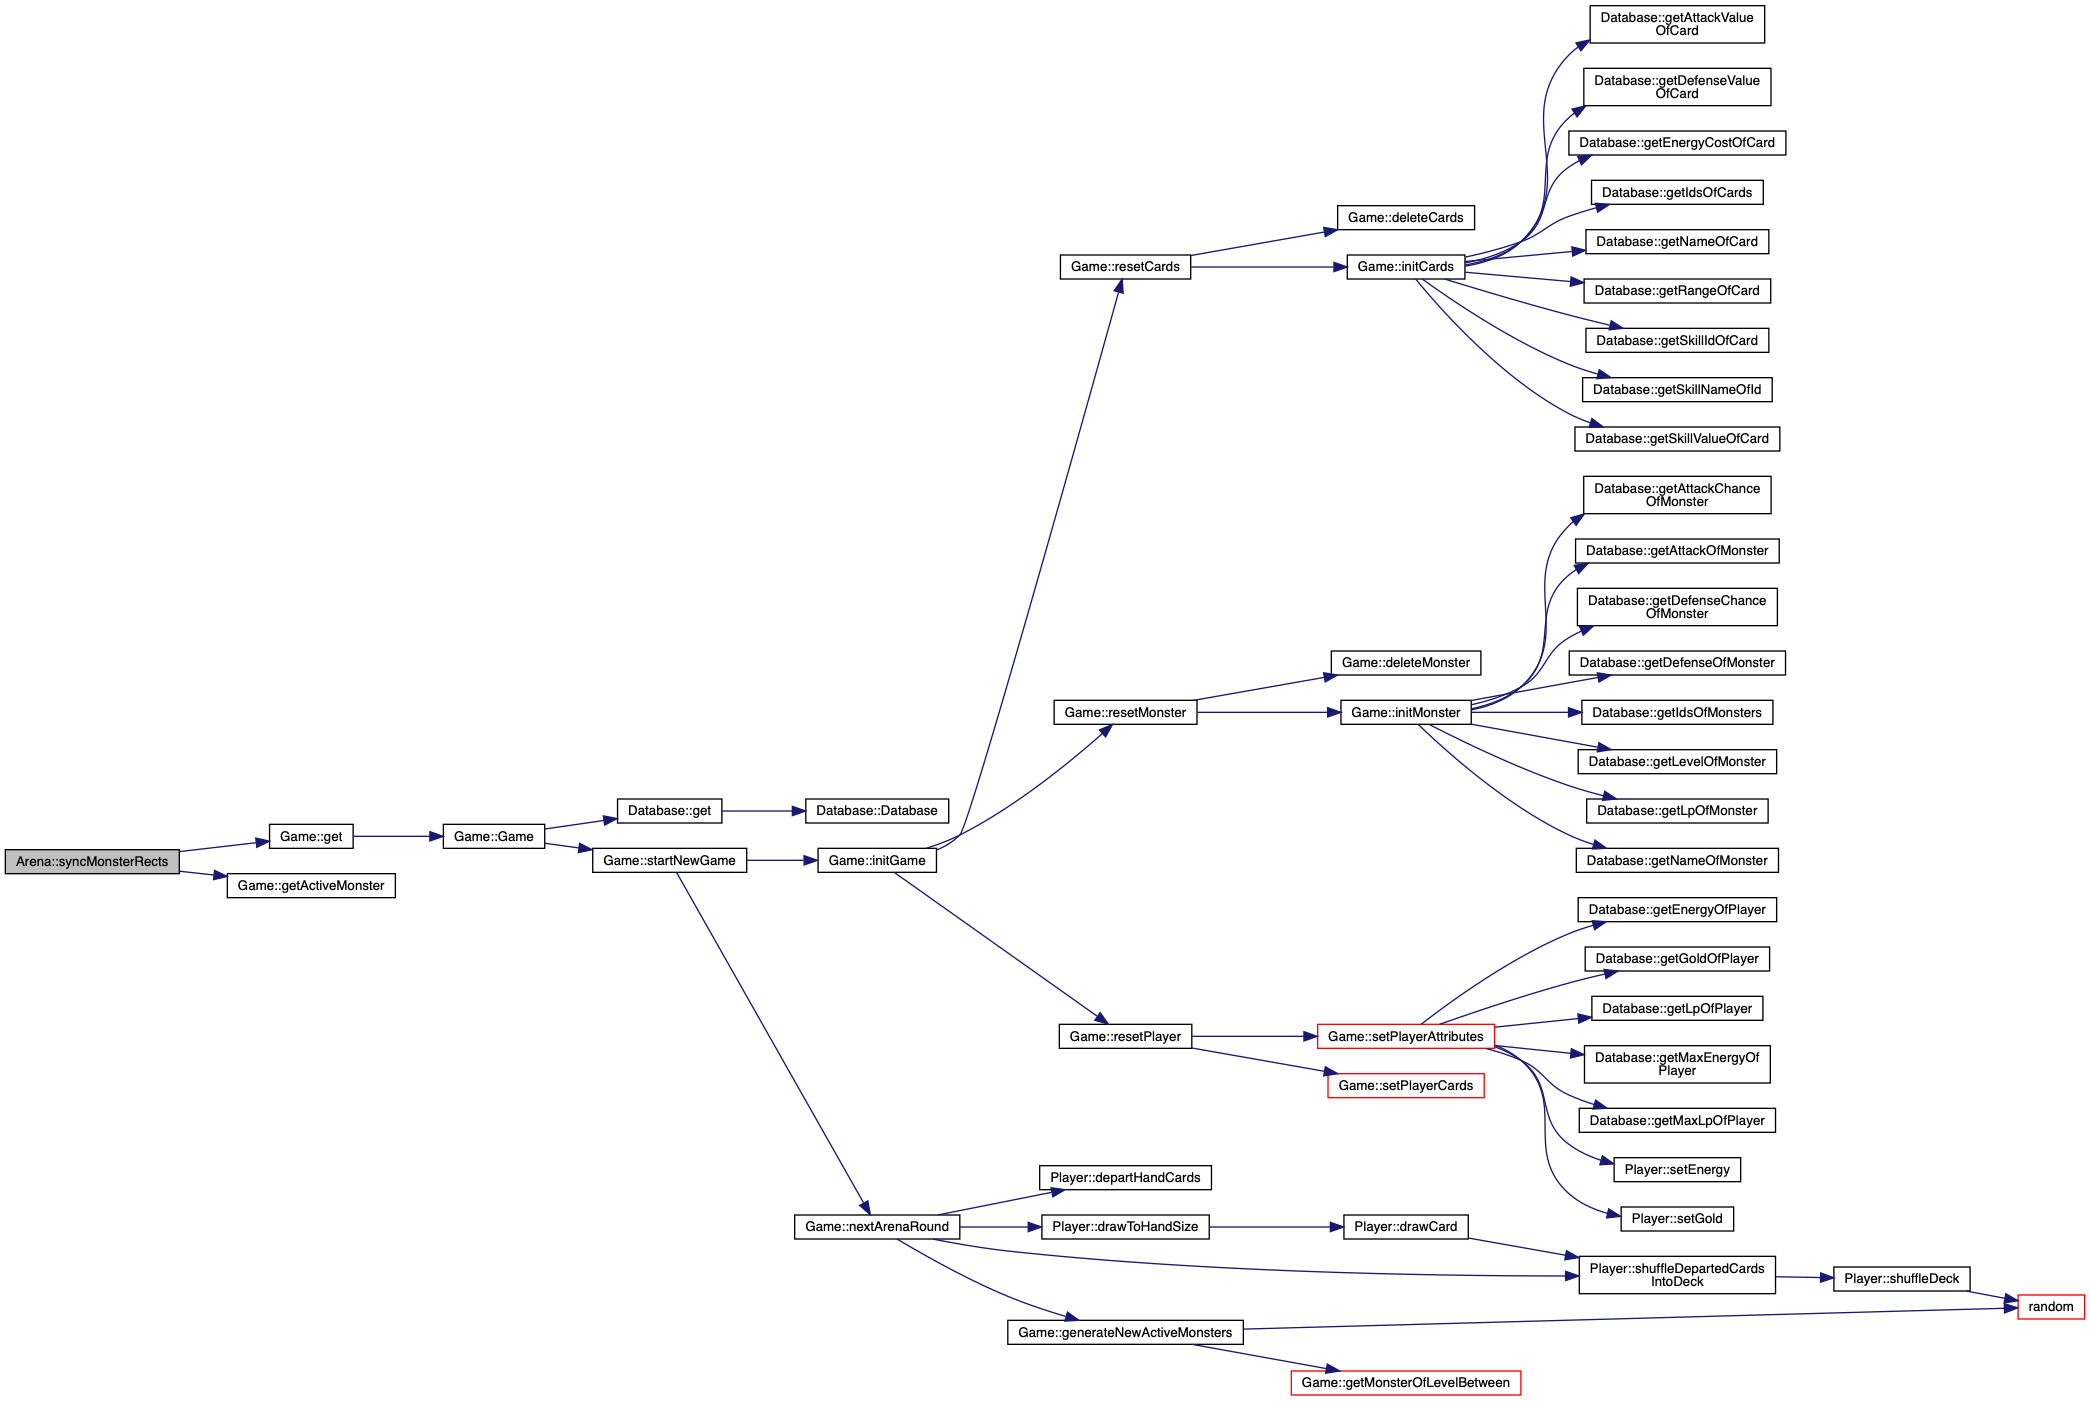 Database::getAttackValue
OfCard
Database::getDefenseValue
OfCard
Database::getEnergyCostOfCard
Database::getIdsOfCards
Game::deleteCards
Database::getNameOfCard
Game::resetCards
Game::initCards
Database::getRangeOfCard
Database::getSkillIdOfCard
Database::getSkillNameOfId
Database::getSkillValueOfCard
Database::getAttackChance
OfMonster
Database::getAttackOfMonster
Database::getDefenseChance
OfMonster
Game::deleteMonster
Database::getDefenseOfMonster
Game::resetMonster
Game::initMonster
Database::getIdsOfMonsters
Database::getLevelOfMonster
Database::get
Database::Database
Database::getLpOfMonster
Game::get
Game::Game
Arena::syncMonsterRects
Game::startNewGame
Game::initGame
Database::getNameOfMonster
Game::getActiveMonster
Database::getEnergyOfPlayer
Database::getGoldOfPlayer
Database::getLpOfPlayer
Game::resetPlayer
Game::setPlayerAttributes
Database::getMaxEnergyOf
Player
Game::setPlayerCards
Database::getMaxLpOfPlayer
Player::setEnergy
Player::departHandCards
Player::setGold
Game::nextArenaRound
Player::drawToHandSize
Player::drawCard
Player::shuffleDepartedCards
IntoDeck
Player::shuffleDeck
random
Game::generateNewActiveMonsters
Game::getMonsterOfLevelBetween